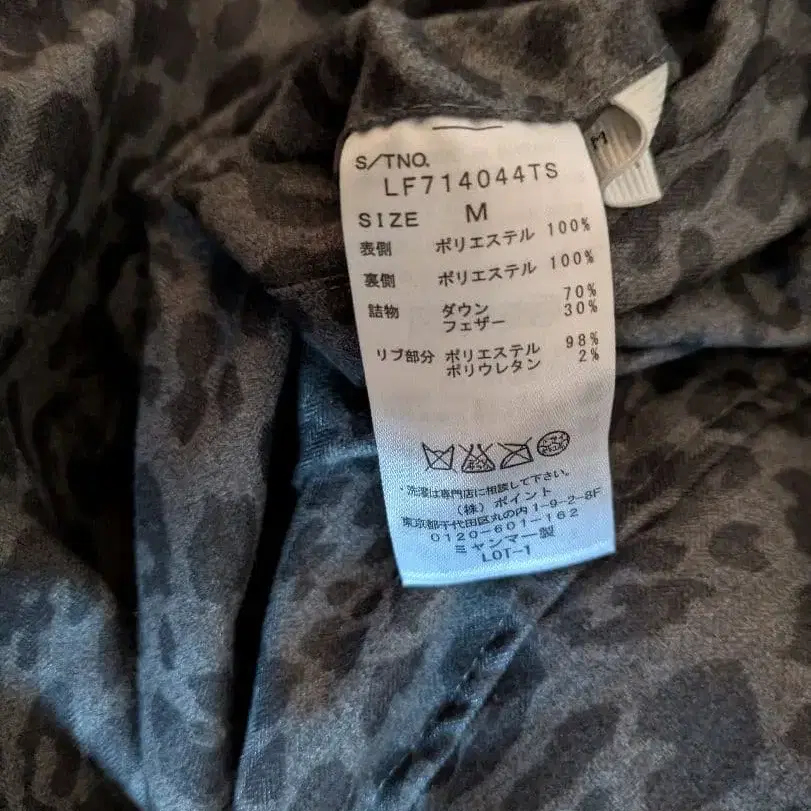 S/TNO.
LF714044TS
SIZE M
表側 ポリエステル 100%
裏側 ポリエステル 100%
詰物 ダウン 70%
フェザー 30%
リブ部分 ポリエステル 98%
ポリウレタン 2%
・洗濯は専門店に相談して下さい。
(株) ポイント
東京都千代田区丸の内1-9-2-8F
0120-601-162
ミャンマー製
LOT-1
M